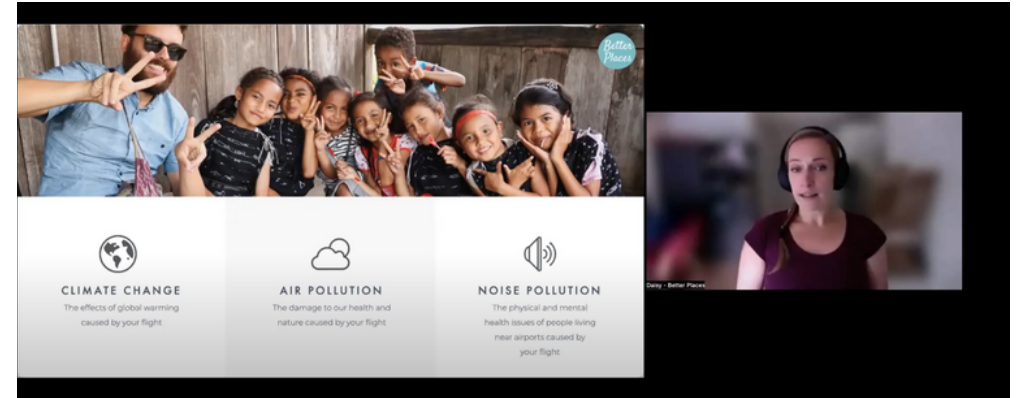 Better
Places
CLIMATE CHANGE
The effects of global warming
caused by your flight
AIR POLLUTION
The damage to our health and
nature caused by your flight
NOISE POLLUTION
The physical and mental
health issues of people living
near airports caused by
your flight
Daisy - Better Places